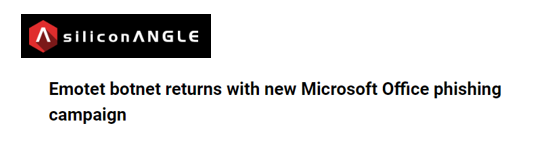 siliconANGLE
Emotet botnet returns with new Microsoft Office phishing
campaign